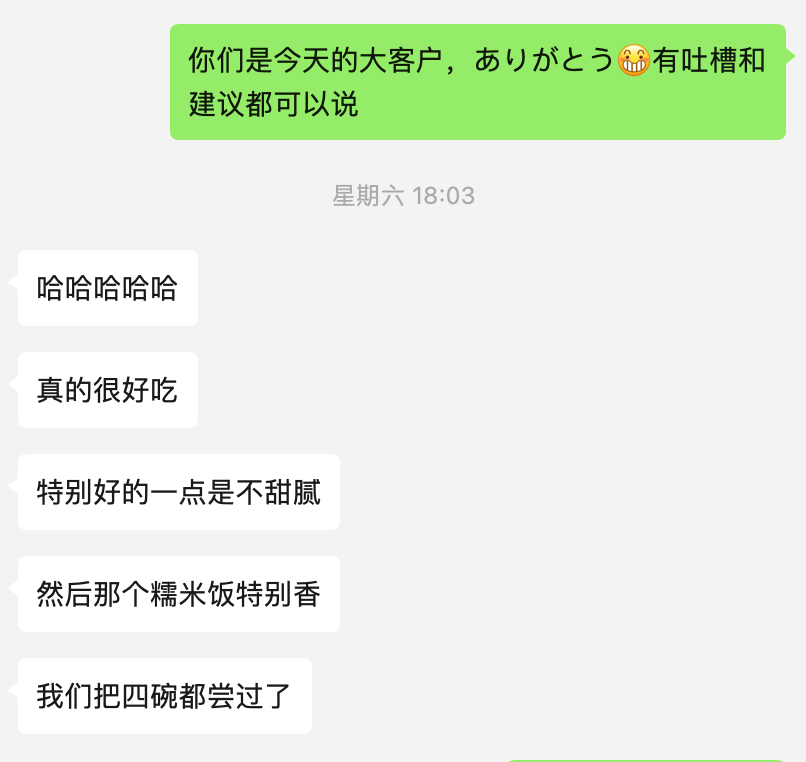 你们是今天的大客户，ありがとう😁有吐槽和
建议都可以说
星期六 18:03
哈哈哈哈哈
真的很好吃
特别好的一点是不甜腻
然后那个糯米饭特别香
我们把四碗都尝过了